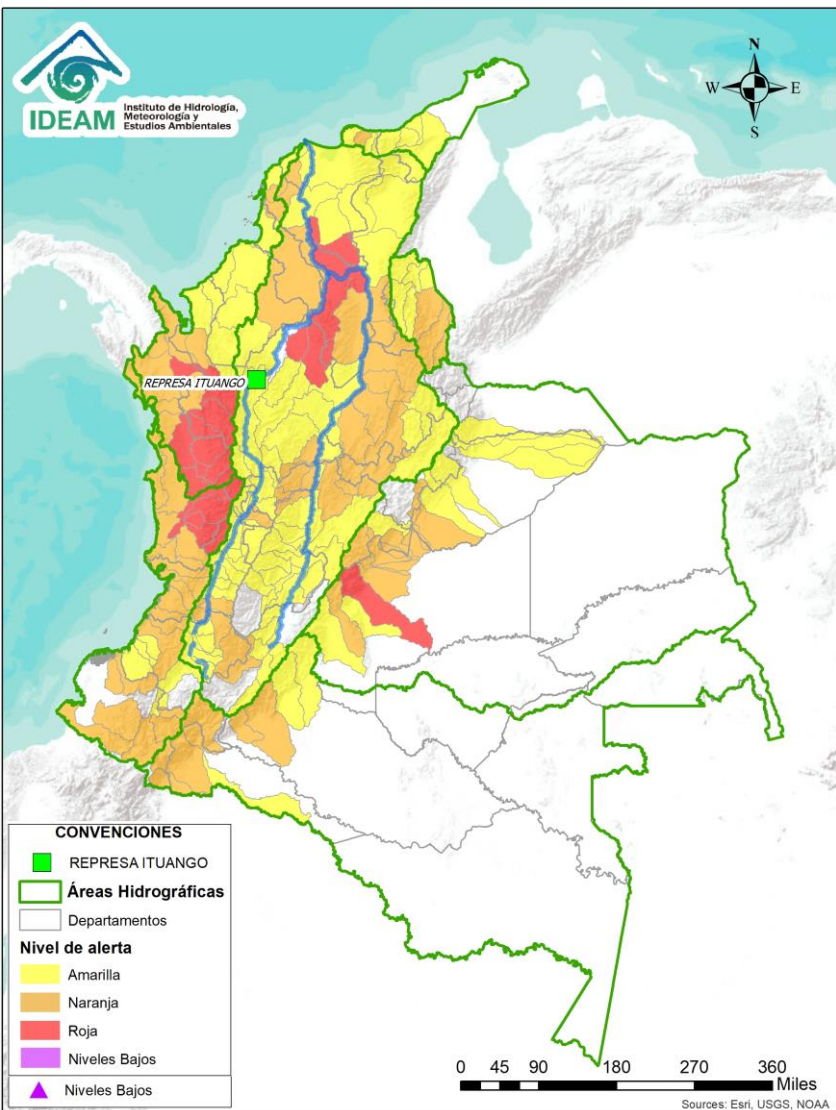 IDEAM
Instituto de Hidrología,
Meteorología y
Estudios Ambientales
N
W
E
S
REPRESA ITUANGO
CONVENCIONES
REPRESA ITUANGO
Áreas Hidrográficas
Departamentos
Nivel de alerta
Amarilla
Naranja
Roja
Niveles Bajos
Niveles Bajos
0 45 90 180 270 360
Miles
Sources: Esri, USGS, NOAA